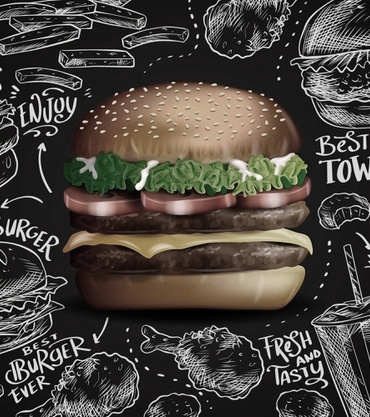 ENJOY
BEST
TOW
BURGER
BEST
BURGER
EVER
FRESH
AND
TASTY